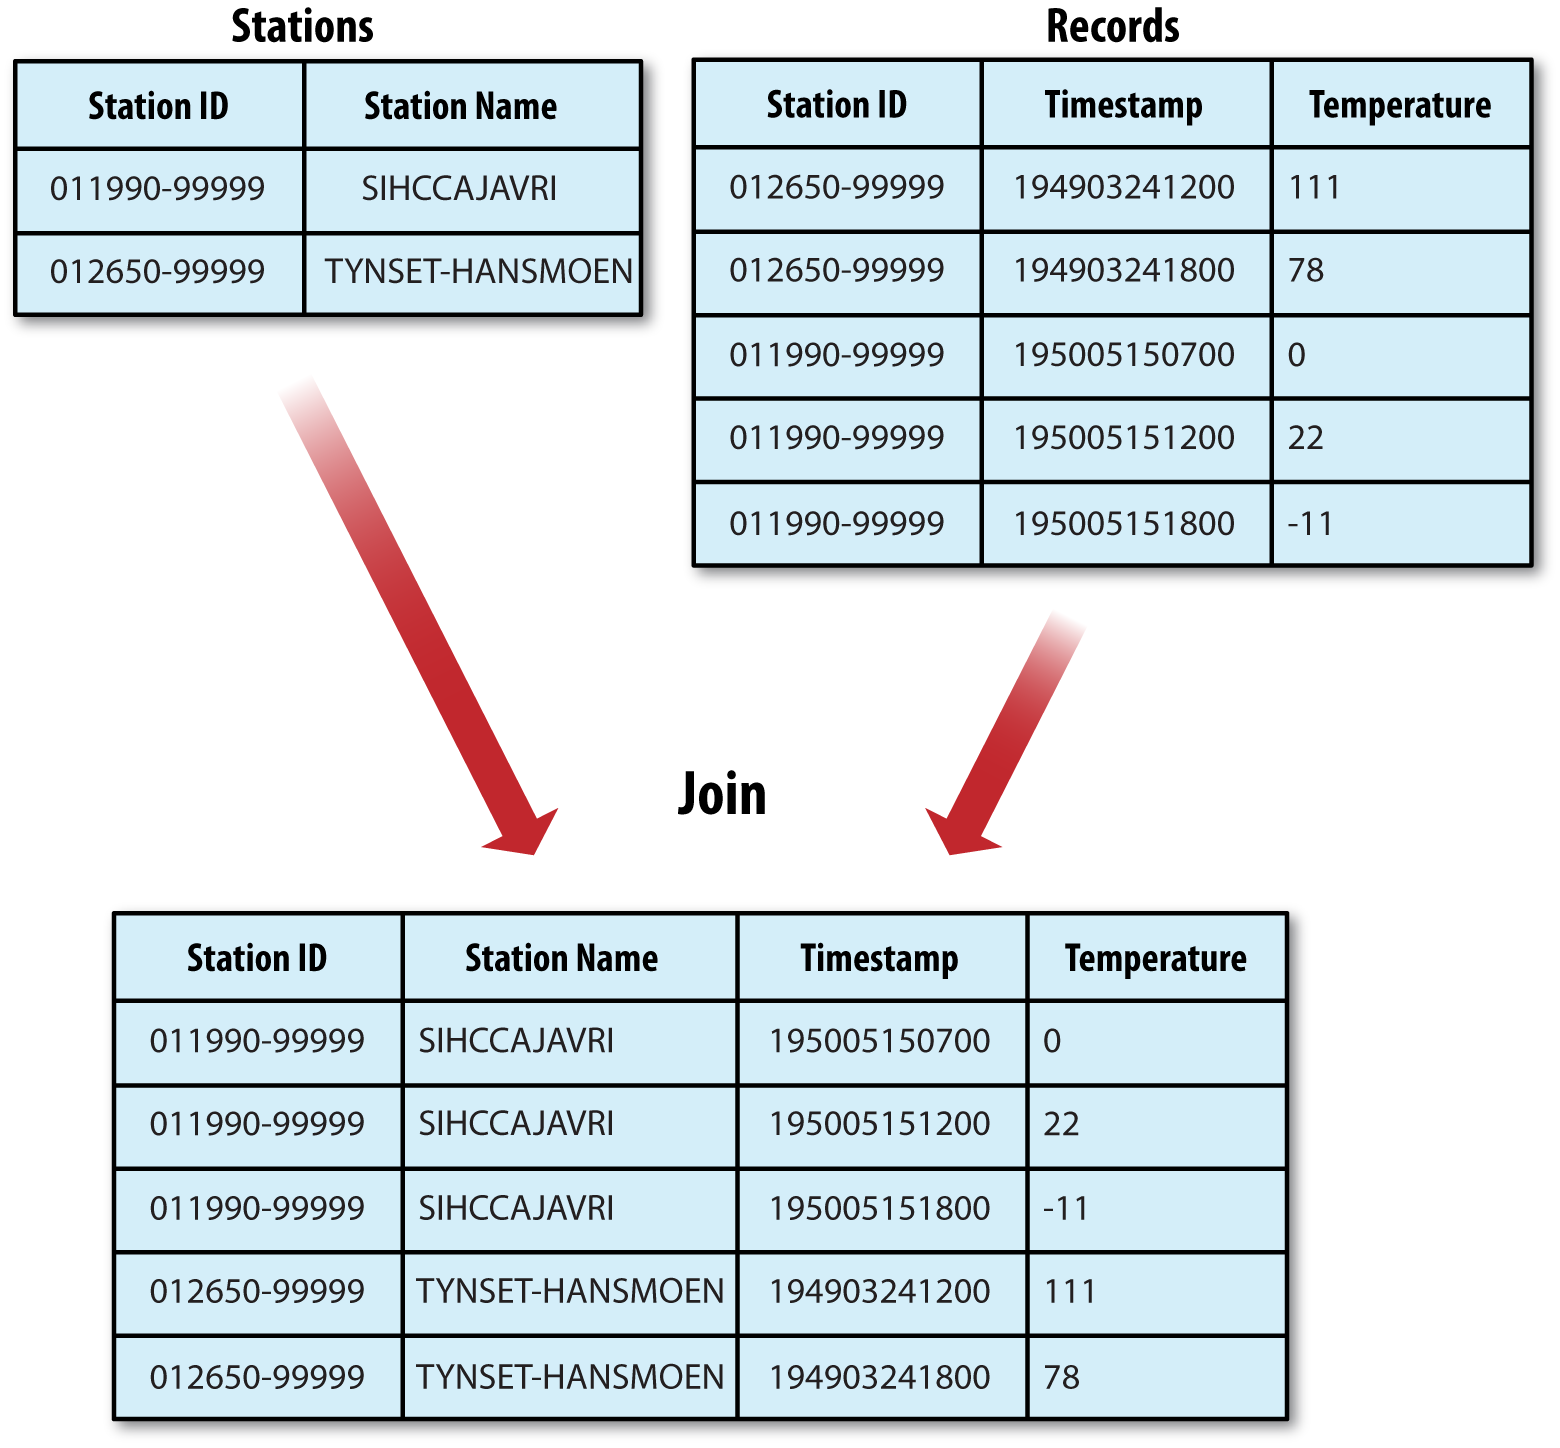 Stations
Station ID Station Name
011990-99999 SIHCCAJAVRI
012650-99999 TYNSET-HANSMOEN
Records
Station ID Timestamp Temperature
012650-99999 194903241200 111
012650-99999 194903241800 78
011990-99999 195005150700 0
011990-99999 195005151200 22
011990-99999 195005151800 -11
Join
Station ID Station Name Timestamp Temperature
011990-99999 SIHCCAJAVRI 195005150700 0
011990-99999 SIHCCAJAVRI 195005151200 22
011990-99999 SIHCCAJAVRI 195005151800 -11
012650-99999 TYNSET-HANSMOEN 194903241200 111
012650-99999 TYNSET-HANSMOEN 194903241800 78